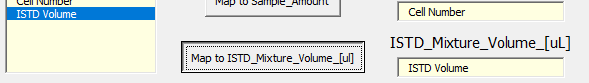 Cell Number
ISTD Volume
Map to Sample_Amount
Cell Number
ISTD_Mixture_Volume_[uL]
Map to ISTD_Mixture_Volume_[ul]
ISTD Volume